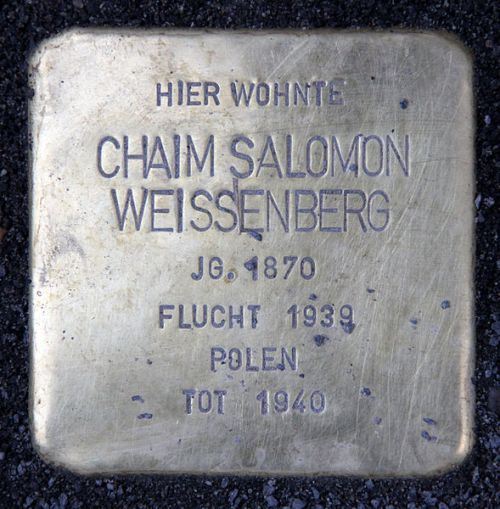 HIER WOHNTE
CHAIM SALOMON
WEISSENBERG
JG. 1870
FLUCHT 1939
POLEN
TOT 1940